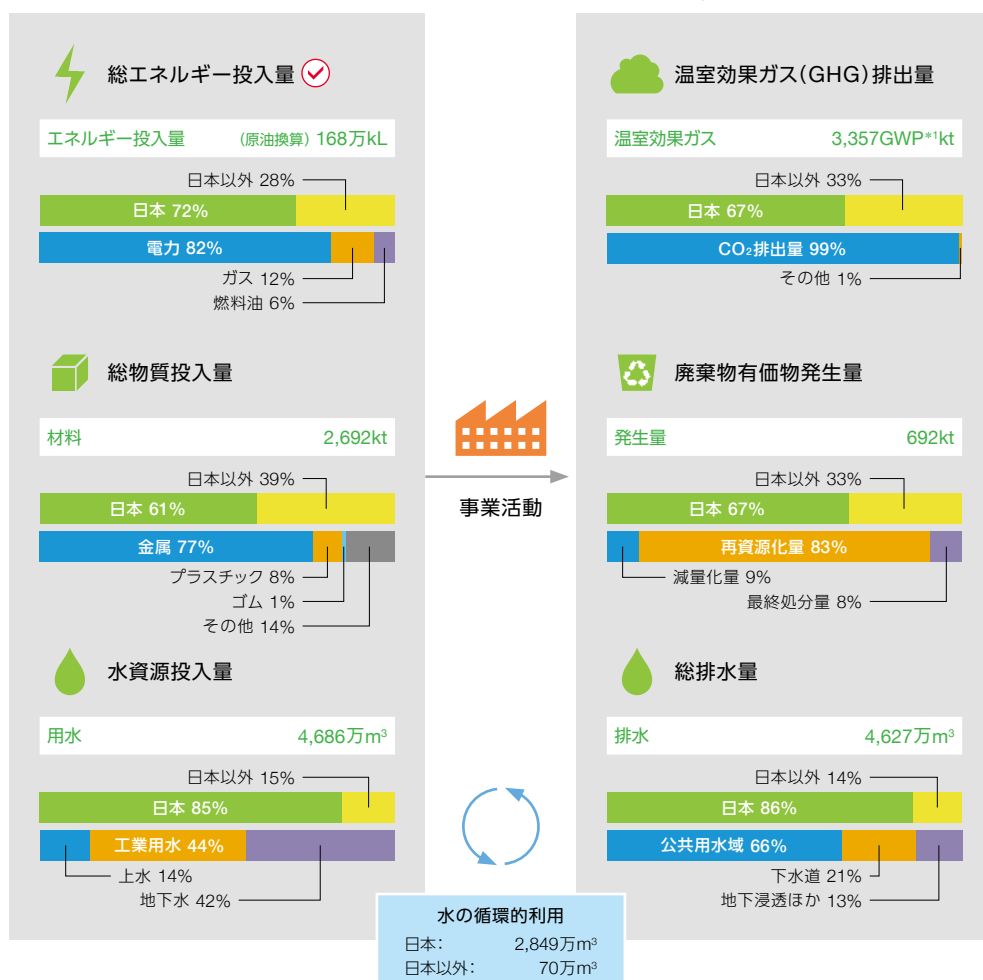 総エネルギー投入量
エネルギー投入量 (原油換算) 168万kL
日本以外 28%
日本 72%
電力 82%
ガス 12%
燃料油 6%
総物質投入量
材料 2,692kt
日本以外 39%
日本 61%
金属 77%
プラスチック 8%
ゴム 1%
その他 14%
水資源投入量
用水 4,686万m³
日本以外 15%
日本 85%
工業用水 44%
上水 14%
地下水 42%
事業活動
温室効果ガス(GHG)排出量
温室効果ガス 3,357GWP*¹kt
日本以外 33%
日本 67%
CO₂排出量 99%
その他 1%
廃棄物有価物発生量
発生量 692kt
日本以外 33%
日本 67%
再資源化量 83%
減量化量 9%
最終処分量 8%
総排水量
排水 4,627万m³
日本以外 14%
日本 86%
公共用水域 66%
下水道 21%
地下浸透ほか 13%
水の循環的利用
日本: 2,849万m³
日本以外: 70万m³